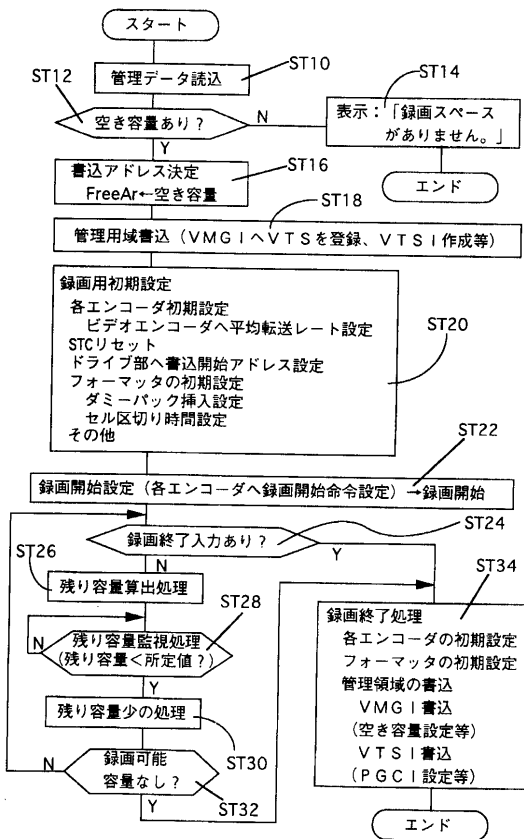 スタート
ST10
管理データ読込
ST12
空き容量あり？
N
Y
ST14
表示：「録画スペース
がありません。」
エンド
ST16
書込アドレス決定
FreeAr←空き容量
ST18
管理用域書込（VMGIへVTSを登録、VTSI作成等）
録画用初期設定
各エンコーダ初期設定
ビデオエンコーダへ平均転送レート設定
STCリセット
ドライブ部へ書込開始アドレス設定
フォーマッタの初期設定
ダミーパック挿入設定
セル区切り時間設定
その他
ST20
ST22
録画開始設定（各エンコーダへ録画開始命令設定）→録画開始
ST24
録画終了入力あり？
Y
N
ST26
残り容量算出処理
ST28
残り容量監視処理
(残り容量＜所定値？)
N
Y
残り容量少の処理
ST30
録画可能
容量なし？
N
Y
ST32
ST34
録画終了処理
各エンコーダの初期設定
フォーマッタの初期設定
管理領域の書込
VMGI書込
(空き容量設定等)
VTSI書込
(PGCI設定等)
エンド